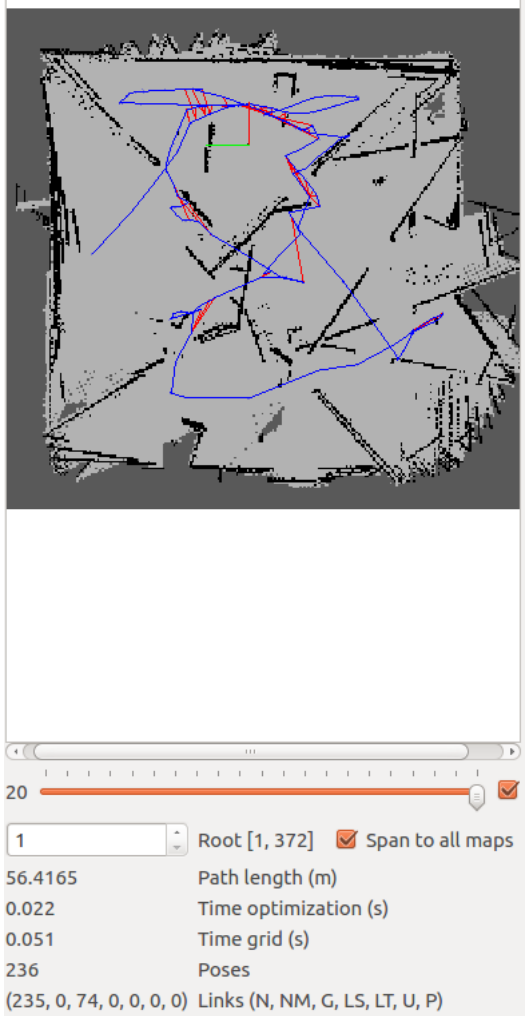 20
1 Root [1, 372] Span to all maps
56.4165 Path length (m)
0.022 Time optimization (s)
0.051 Time grid (s)
236 Poses
(235, 0, 74, 0, 0, 0, 0) Links (N, NM, G, LS, LT, U, P)